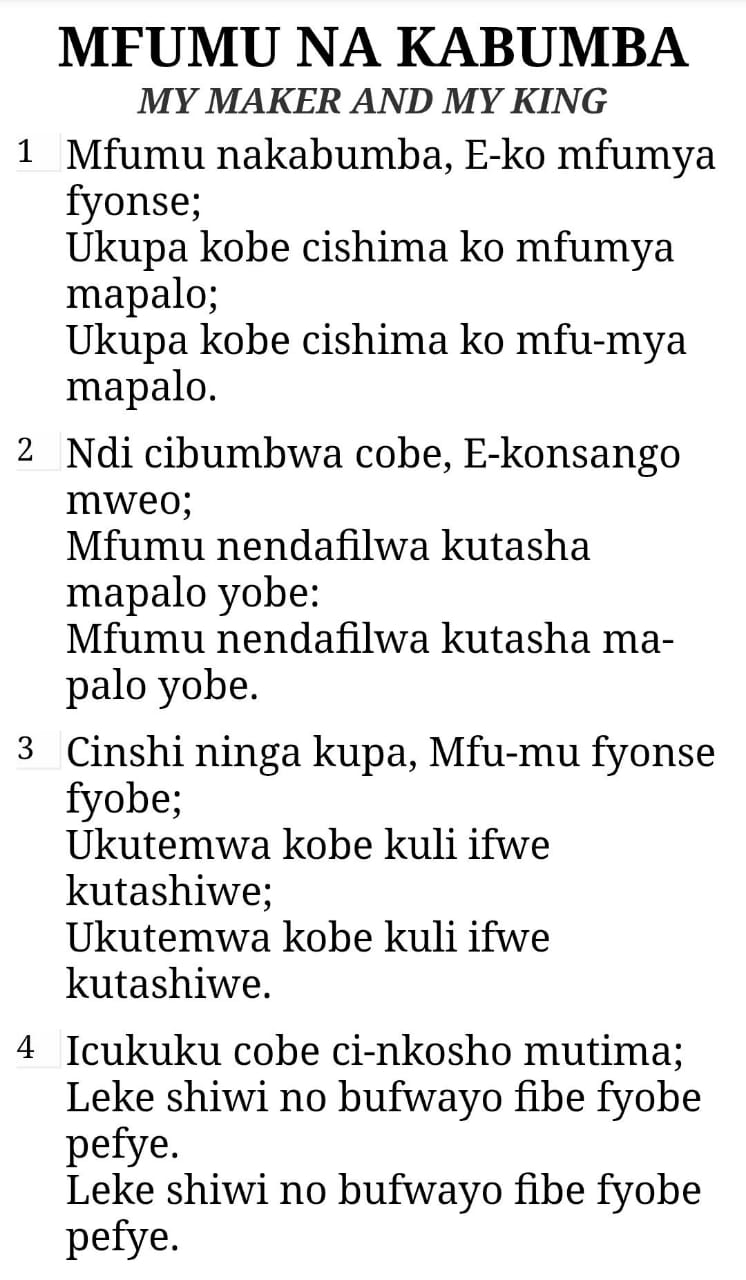 MFUMU NA KABUMBA
MY MAKER AND MY KING
1 Mfumu nakabumba, E-ko mfumya
fyonse;
Ukupa kobe cishima ko mfumya
mapalo;
Ukupa kobe cishima ko mfu-mya
mapalo.
2 Ndi cibumbwa cobe, E-konsango
mweo;
Mfumu nendafilwa kutasha
mapalo yobe:
Mfumu nendafilwa kutasha ma-
palo yobe.
3 Cinshi ninga kupa, Mfu-mu fyonse
fyobe;
Ukutemwa kobe kuli ifwe
kutashiwe;
Ukutemwa kobe kuli ifwe
kutashiwe.
4 Icukuku cobe ci-nkosho mutima;
Leke shiwi no bufwayo fibe fyobe
pefye.
Leke shiwi no bufwayo fibe fyobe
pefye.